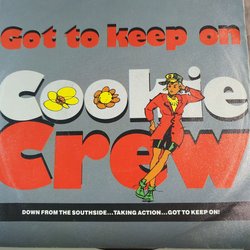 Got to keep on
Cookie
Crew
DOWN FROM THE SOUTHSIDE...TAKING ACTION...GOT TO KEEP ON!